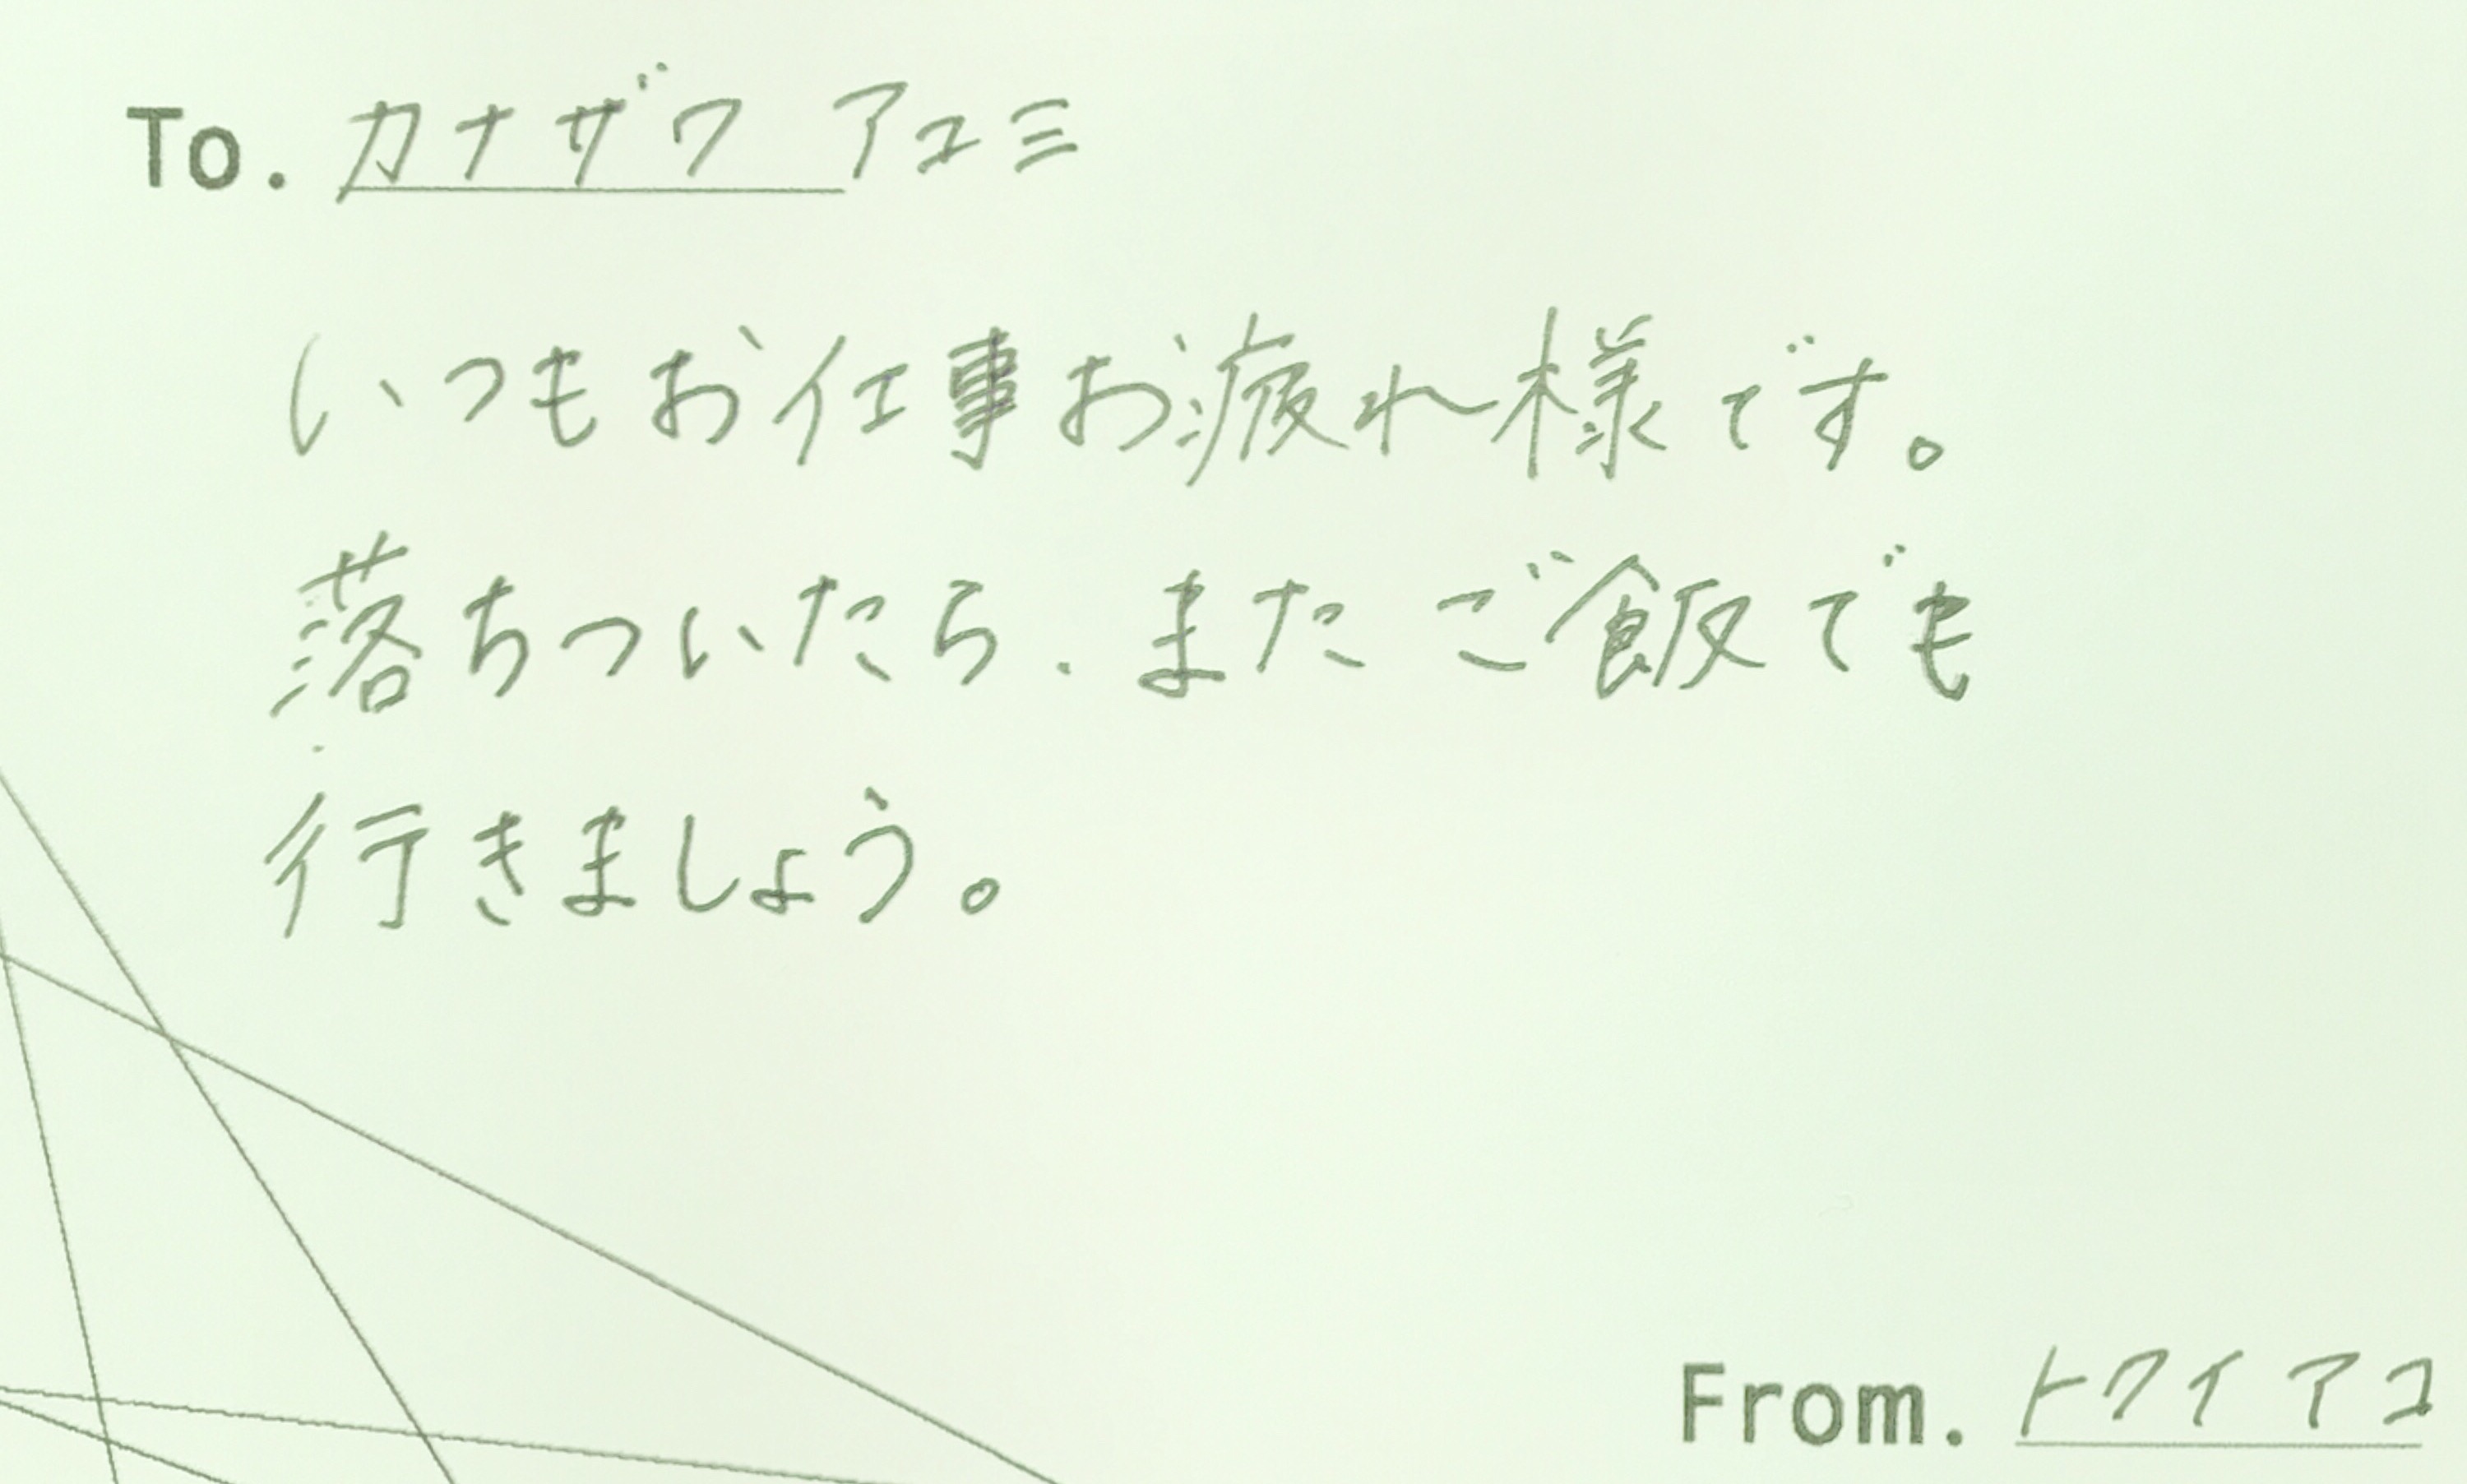 To. カナザワ アユミ
いつもお仕事お疲れ様です。
落ちついたら、またご飯でも
行きましょう。
From. トクイ アコ